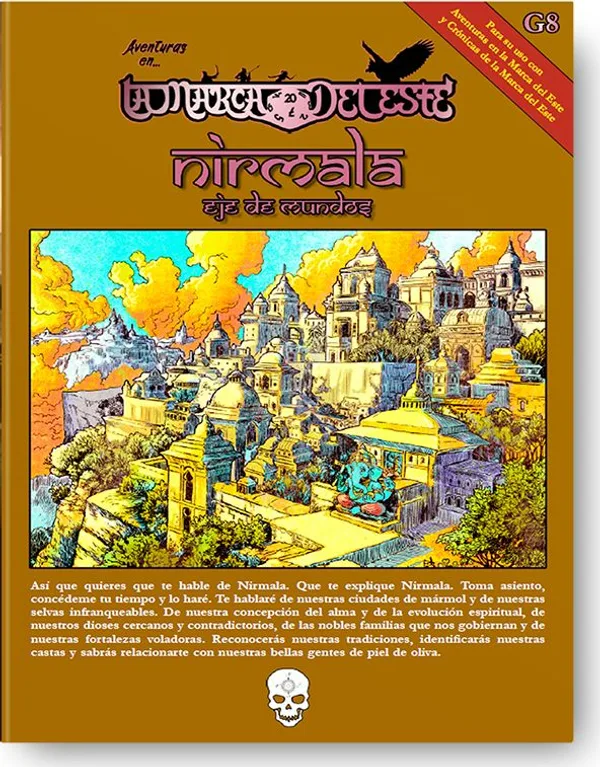 G8
Para su uso con
Aventuras en la Marca del Este
y Crónicas de la Marca del Este
Aventuras
en...
LA MARCA DEL ESTE
Nirmala
eje de mundos
Así que quieres que te hable de Nirmala. Que te explique Nirmala. Toma asiento,
concédeme tu tiempo y lo haré. Te hablaré de nuestras ciudades de mármol y de nuestras
selvas infranqueables. De nuestra concepción del alma y de la evolución espiritual, de
nuestros dioses cercanos y contradictorios, de las nobles familias que nos gobiernan y de
nuestras fortalezas voladoras. Reconocerás nuestras tradiciones, identificarás nuestras
castas y sabrás relacionarte con nuestras bellas gentes de piel de oliva.